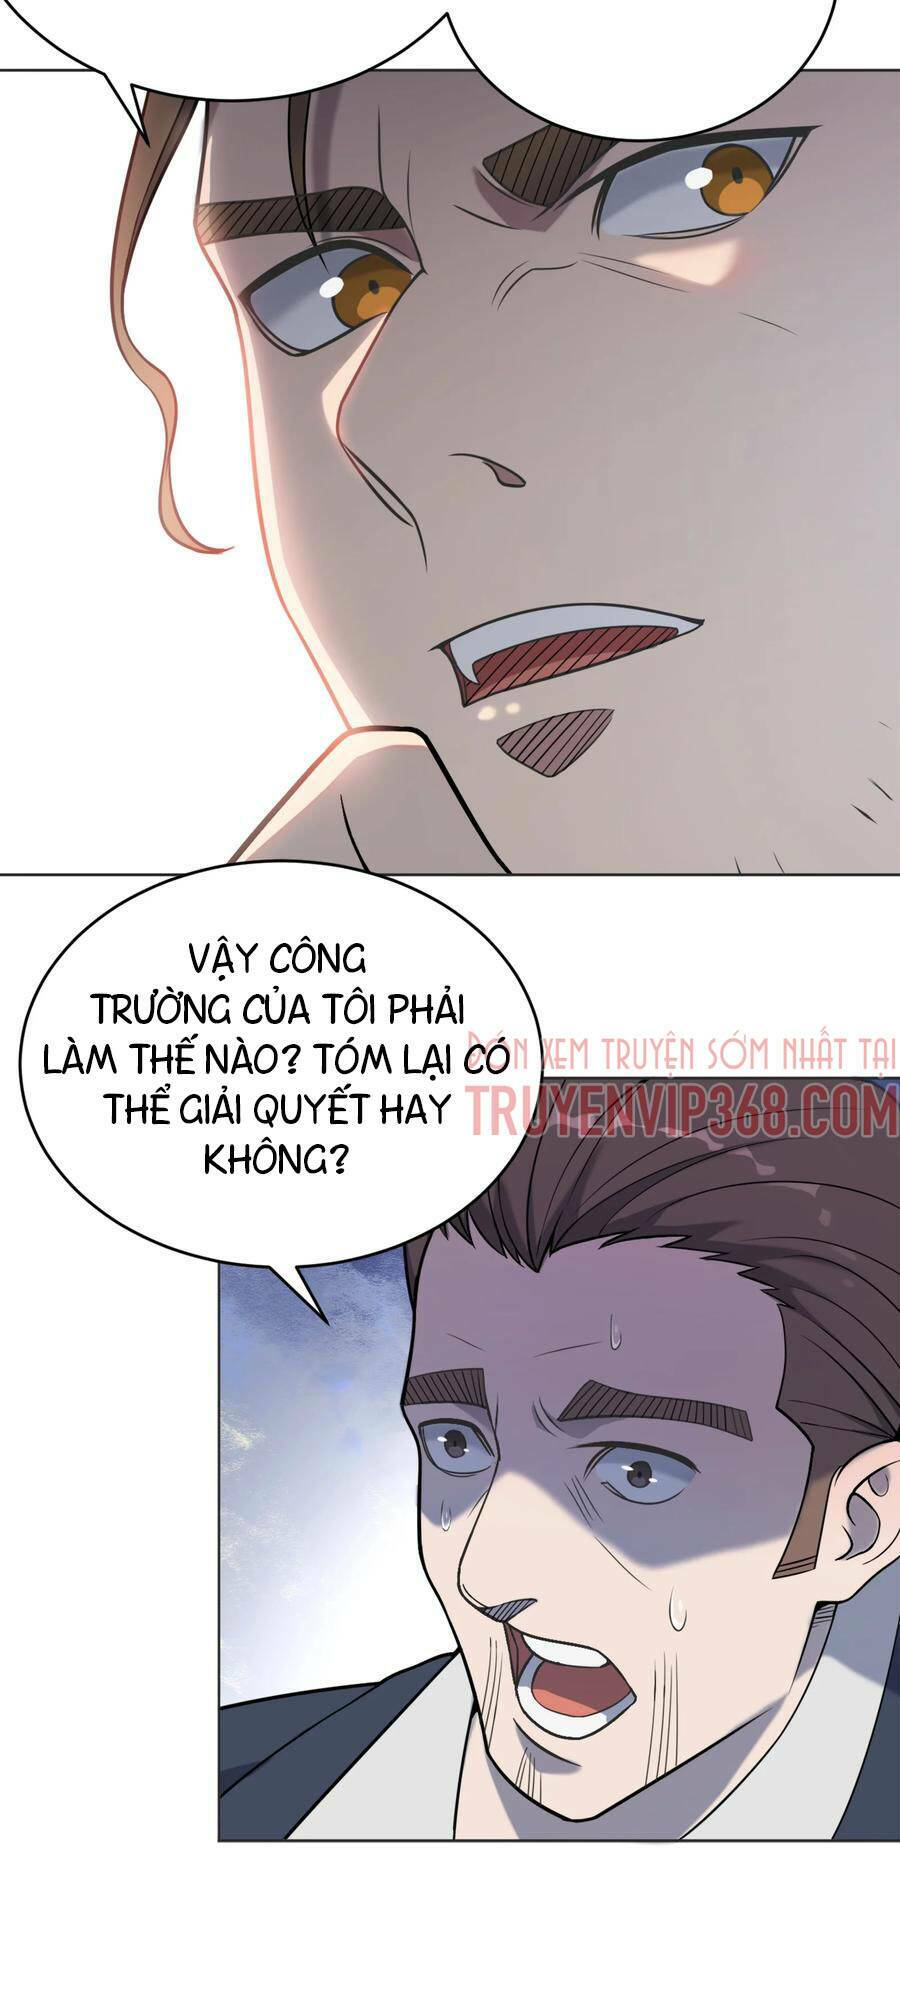 VẬY CÔNG
TRƯỜNG CỦA TÔI PHẢI
LÀM THẾ NÀO? TÓM LẠI CÓ
THỂ GIẢI QUYẾT HAY
KHÔNG?
ĐÓN XEM TRUYỆN SỚM NHẤT TẠI
TRUYENVIP368.COM